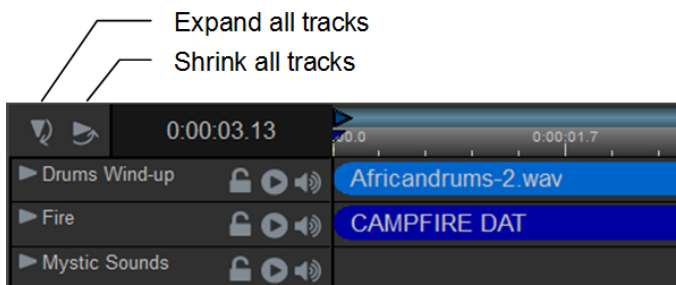 Expand all tracks
Shrink all tracks
0:00:03.13
:00.0 0:00:01.7
Drums Wind-up
Africandrums-2.wav
Fire
CAMPFIRE DAT
Mystic Sounds